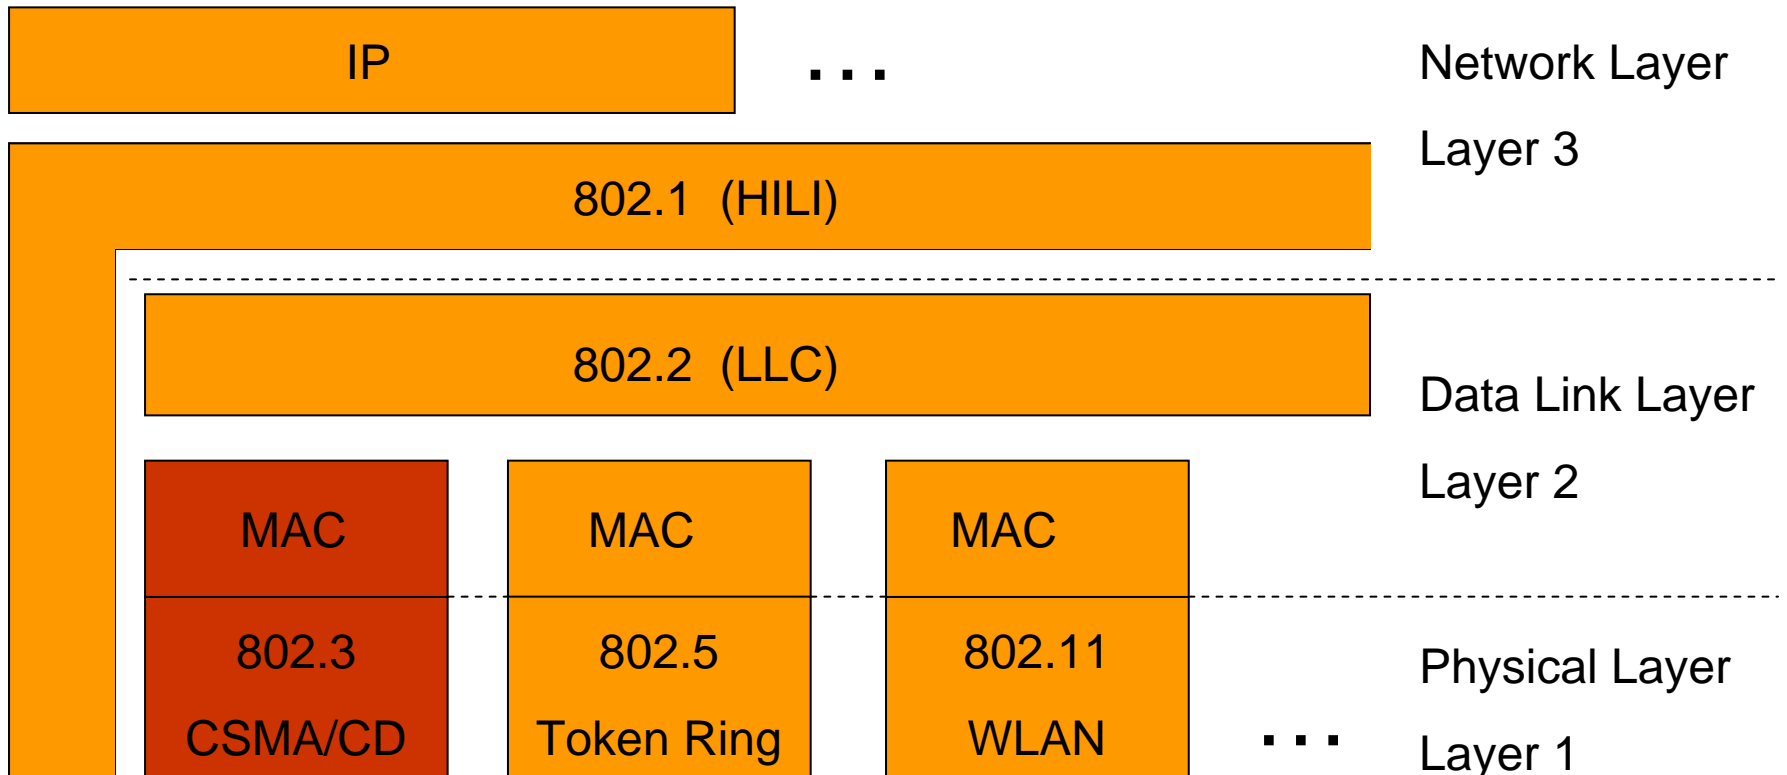 IP
...
Network Layer
Layer 3
802.1 (HILI)
802.2 (LLC)
Data Link Layer
Layer 2
MAC
MAC
MAC
802.3
CSMA/CD
802.5
Token Ring
802.11
WLAN
...
Physical Layer
Layer 1